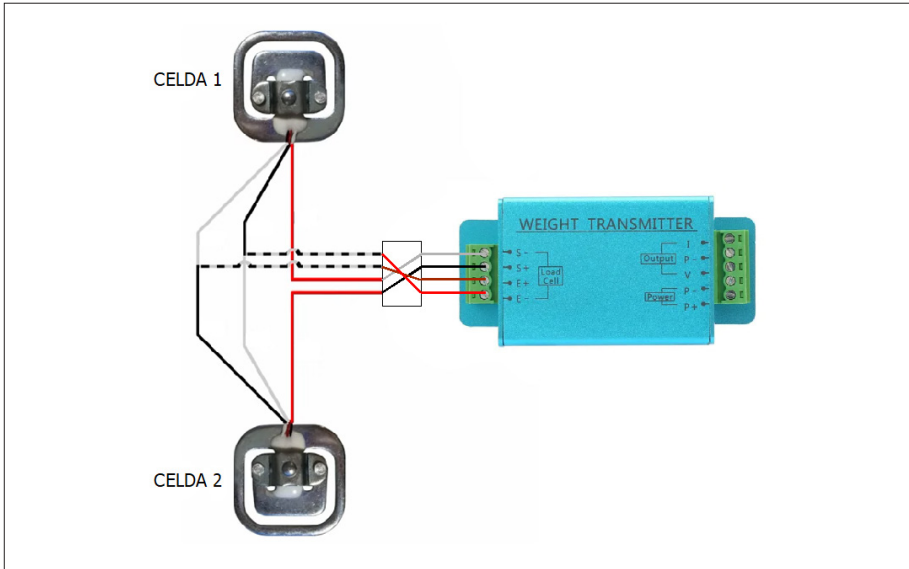 CELDA 1
WEIGHT TRANSMITTER
S-
S+
E+
E-
Load
Cell
Output
I
P-
V
Power
P-
P+
CELDA 2